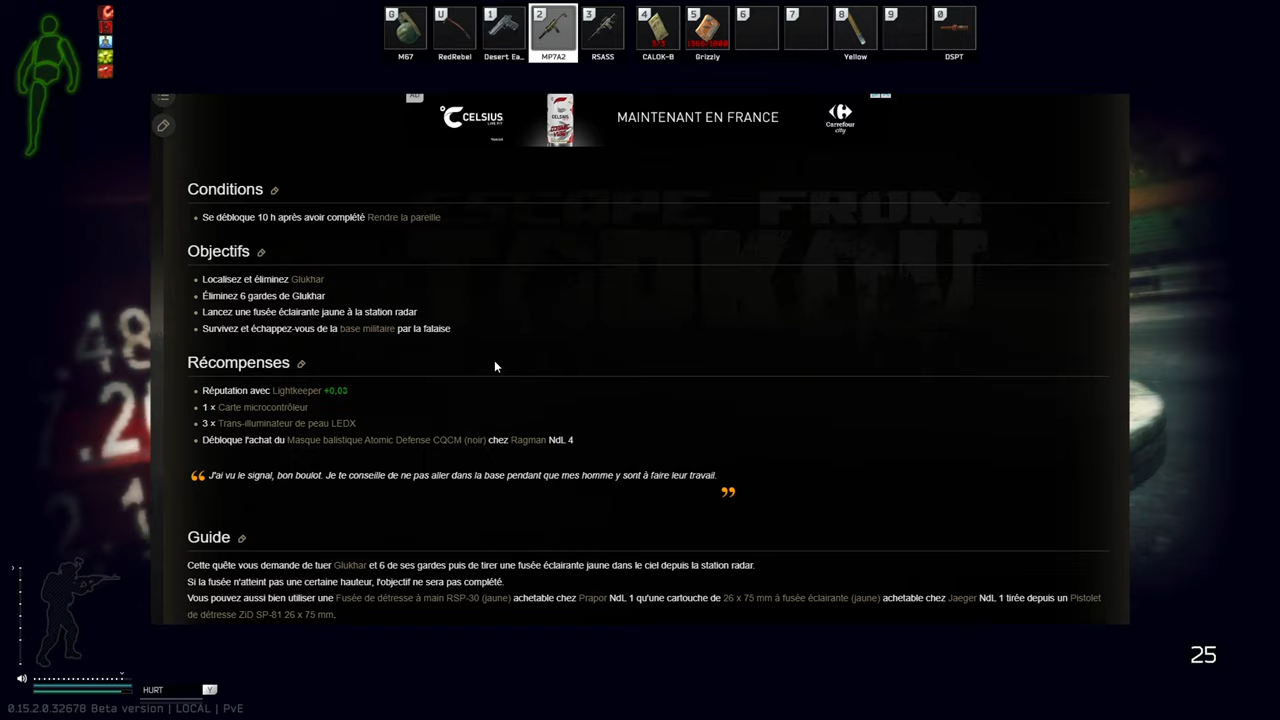 G
U
1
2
3
4
5
6
7
8
9
0
5/3
1366/1800
M67
RedRebel
Desert Ea...
MP7A2
RSASS
CALOK-B
Grizzly
Yellow
DSPT
CELSIUS
LIVE FIT
MAINTENANT EN FRANCE
Carrefour
city
Conditions
Se débloque 10 h après avoir complété Rendre la pareille
Objectifs
Localisez et éliminez Glukhar
Éliminez 6 gardes de Glukhar
Lancez une fusée éclairante jaune à la station radar
Survivez et échappez-vous de la base militaire par la falaise
ESCAPE FROM
TARKOV
Récompenses
Réputation avec Lightkeeper +0,03
1 × Carte microcontrôleur
3 × Trans-illuminateur de peau LEDX
Débloque l'achat du Masque balistique Atomic Defense CQCM (noir) chez Ragman NdL 4
“ J'ai vu le signal, bon boulot. Je te conseille de ne pas aller dans la base pendant que mes homme y sont à faire leur travail.
”
Guide
Cette quête vous demande de tuer Glukhar et 6 de ses gardes puis de tirer une fusée éclairante jaune dans le ciel depuis la station radar.
Si la fusée n'atteint pas une certaine hauteur, l'objectif ne sera pas complété.
Vous pouvez aussi bien utiliser une Fusée de détresse à main RSP-30 (jaune) achetable chez Prapor NdL 1 qu'une cartouche de 26 x 75 mm à fusée éclairante (jaune) achetable chez Jaeger NdL 1 tirée depuis un Pistolet
de détresse ZiD SP-81 26 x 75 mm.
25
HURT Y
0.15.2.0.32678 Beta version | LOCAL | PvE